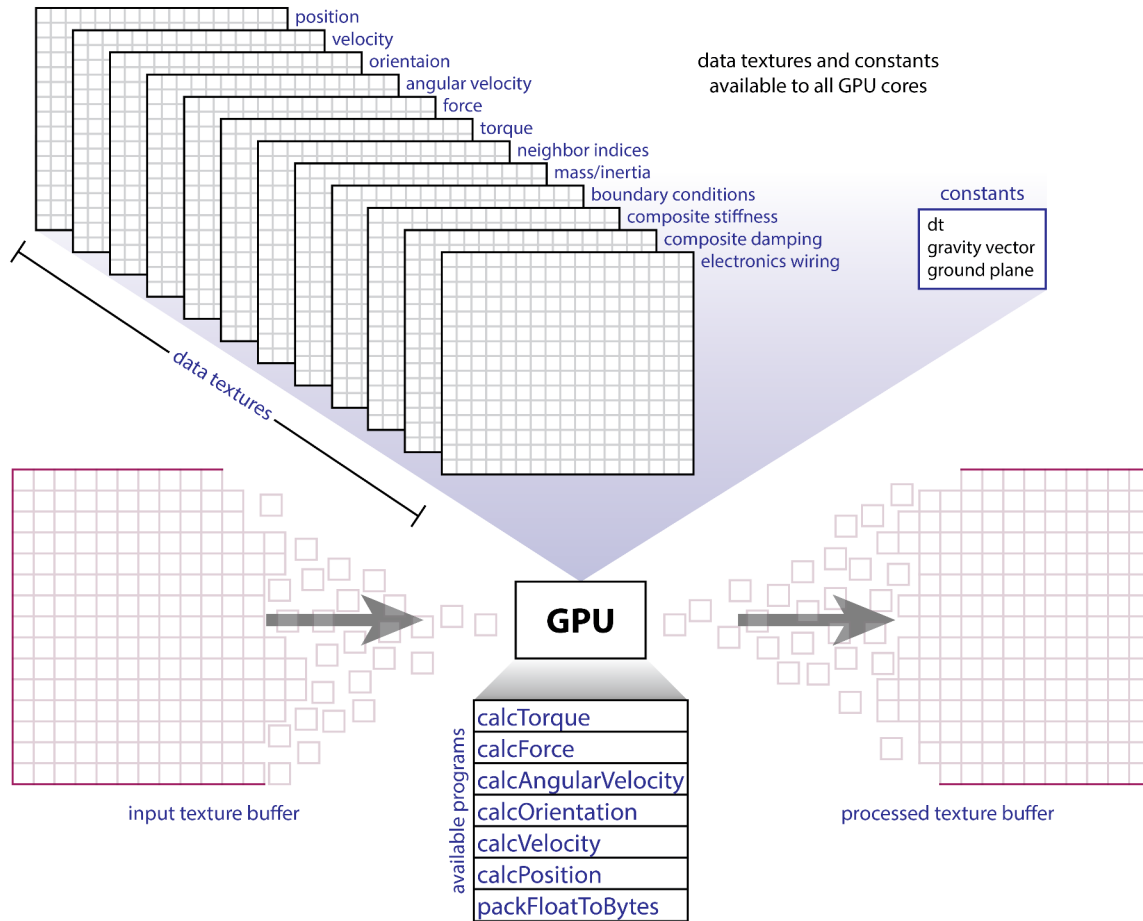 position
velocity
orientaion
angular velocity
force
torque
neighbor indices
mass/inertia
boundary conditions
composite stiffness
composite damping
electronics wiring
data textures and constants
available to all GPU cores
constants
dt
gravity vector
ground plane
data textures
GPU
input texture buffer
processed texture buffer
available programs
calcTorque
calcForce
calcAngularVelocity
calcOrientation
calcVelocity
calcPosition
packFloatToBytes